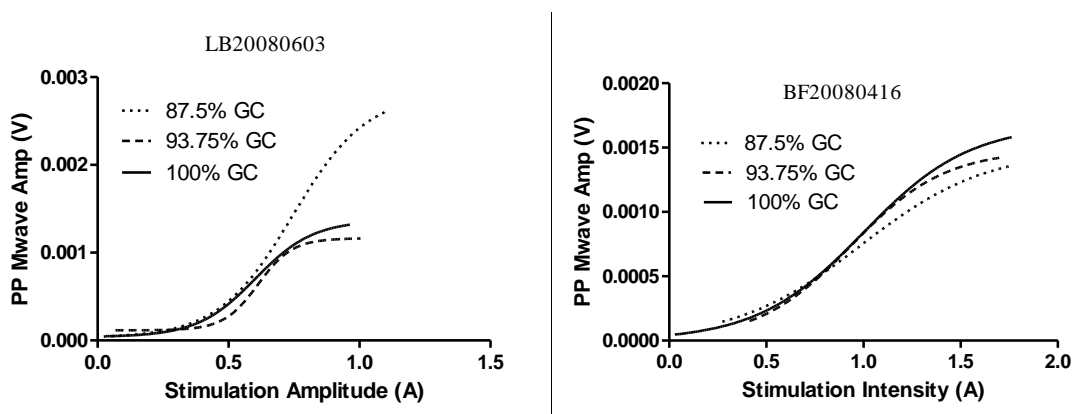 LB20080603
0.003
0.002
0.001
0.000
PP Mwave Amp (V)
87.5% GC
93.75% GC
100% GC
0.0 0.5 1.0 1.5
Stimulation Amplitude (A)
BF20080416
0.0020
0.0015
0.0010
0.0005
0.0000
PP Mwave Amp (V)
87.5% GC
93.75% GC
100% GC
0.0 0.5 1.0 1.5 2.0
Stimulation Intensity (A)